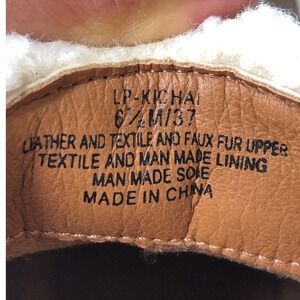 LP-KICHAI
6½M/37
LEATHER AND TEXTILE AND FAUX FUR UPPER
TEXTILE AND MAN MADE LINING
MAN MADE SOLE
MADE IN CHINA